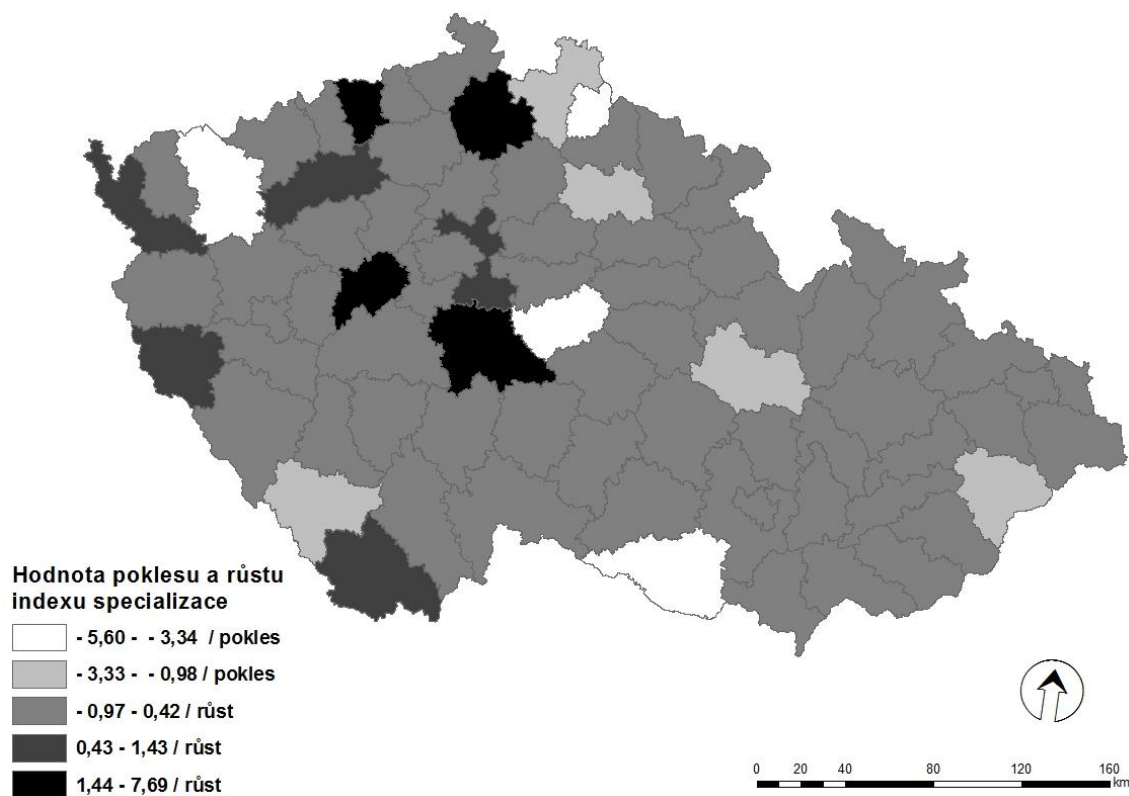 Hodnota poklesu a růstu
indexu specializace
- 5,60 - - 3,34 / pokles
- 3,33 - - 0,98 / pokles
- 0,97 - 0,42 / růst
0,43 - 1,43 / růst
1,44 - 7,69 / růst
0 20 40 80 120 160
km